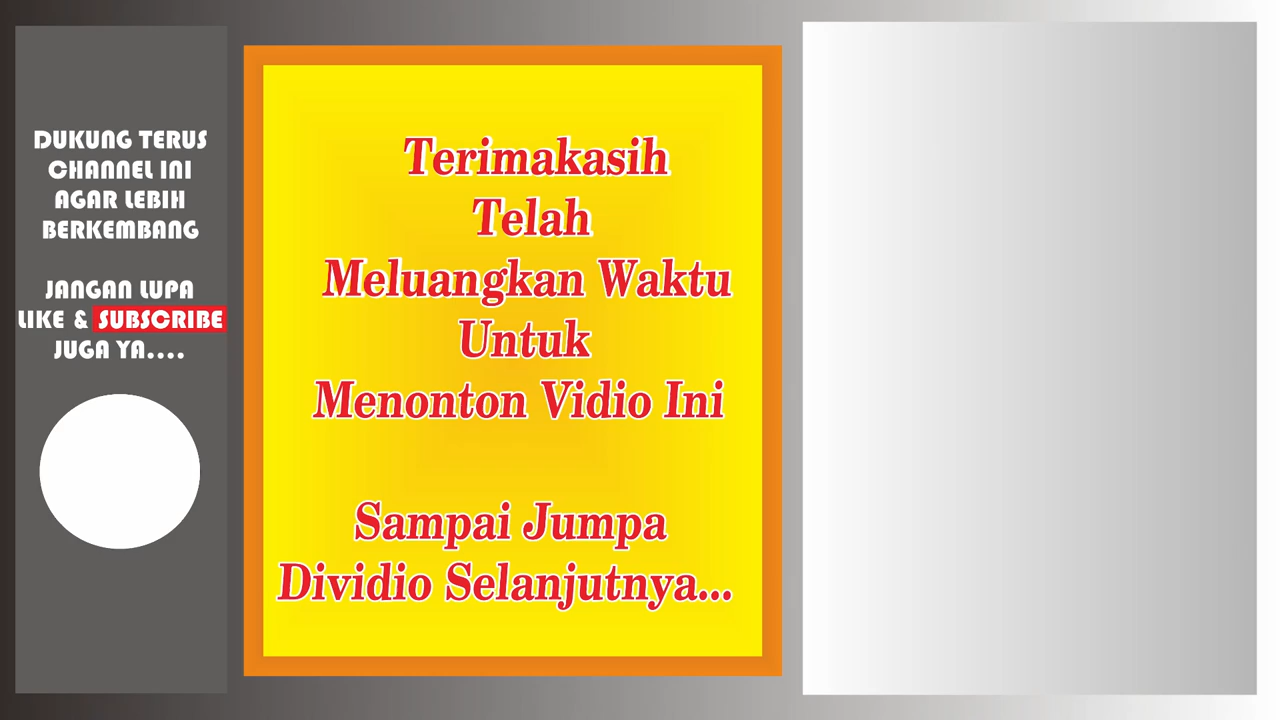 DUKUNG TERUS
CHANNEL INI
AGAR LEBIH
BERKEMBANG
JANGAN LUPA
LIKE & SUBSCRIBE
JUGA YA....
Terimakasih
Telah
Meluangkan Waktu
Untuk
Menonton Vidio Ini
Sampai Jumpa
Dividio Selanjutnya...